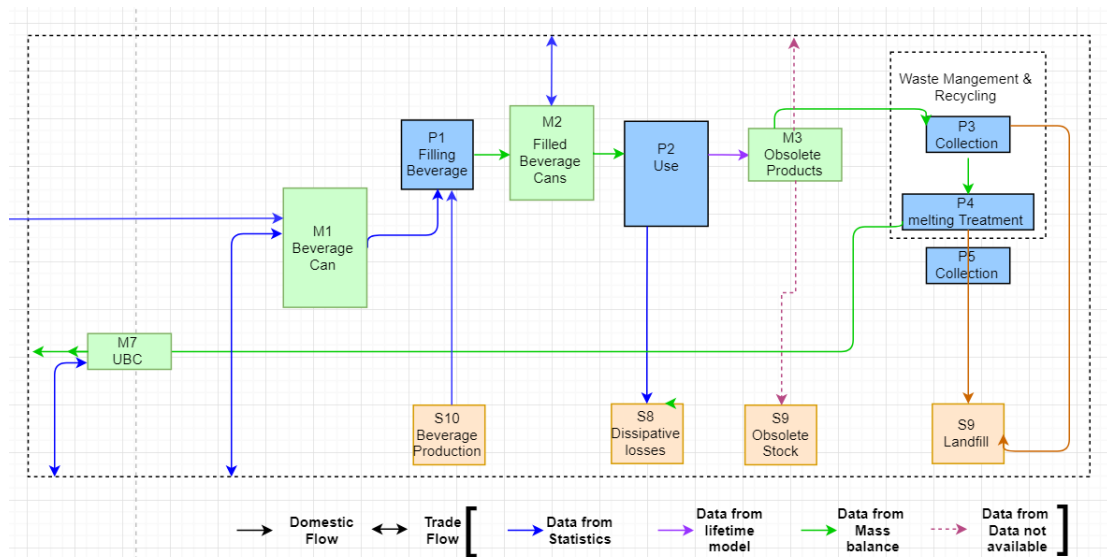 Waste Mangement &
Recycling
P3
Collection
P4
melting Treatment
P5
Collection
P1
Filling
Beverage
M2
Filled
Beverage
Cans
P2
Use
M3
Obsolete
Products
M1
Beverage
Can
M7
UBC
S10
Beverage
Production
S8
Dissipative
losses
S9
Obsolete
Stock
S9
Landfill
Domestic
Flow
Trade
Flow
[
Data from
Statistics
Data from
lifetime
model
Data from
Mass
balance
Data from
Data not
available
]